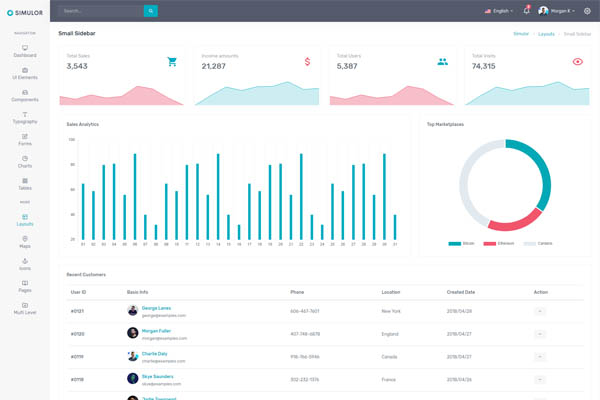 SIMULOR
Search...
English
Morgan K
NAVIGATION
Dashboard
UI Elements
Components
Typography
Forms
Charts
Tables
MORE
Layouts
Maps
Icons
Pages
Multi Level
Small Sidebar
Simulor
Layouts
Small Sidebar
Total Sales
3,543
Income amounts
21,287
Total Users
5,387
Total Visits
74,315
Sales Analytics
100
80
60
40
20
01 02 03 04 05 06 07 08 09 10 11 12 13 14 15 16 17 18 19 20 21 22 23 24 25 26 27 28 29 30 31
Top Marketplaces
Bitcoin
Ethereum
Cardano
Recent Customers
User ID Basic Info Phone Location Created Date Action
#0121 George Lanes 606-467-7601 New York 2018/04/28
george@examples.com
#0120 Morgan Fuller 407-748-6878 England 2018/04/27
morgan@examples.com
#0119 Charlie Daly 918-766-5946 Canada 2018/04/27
charlie@examples.com
#0118 Skye Saunders 302-232-1376 France 2018/04/26
skye@examples.com